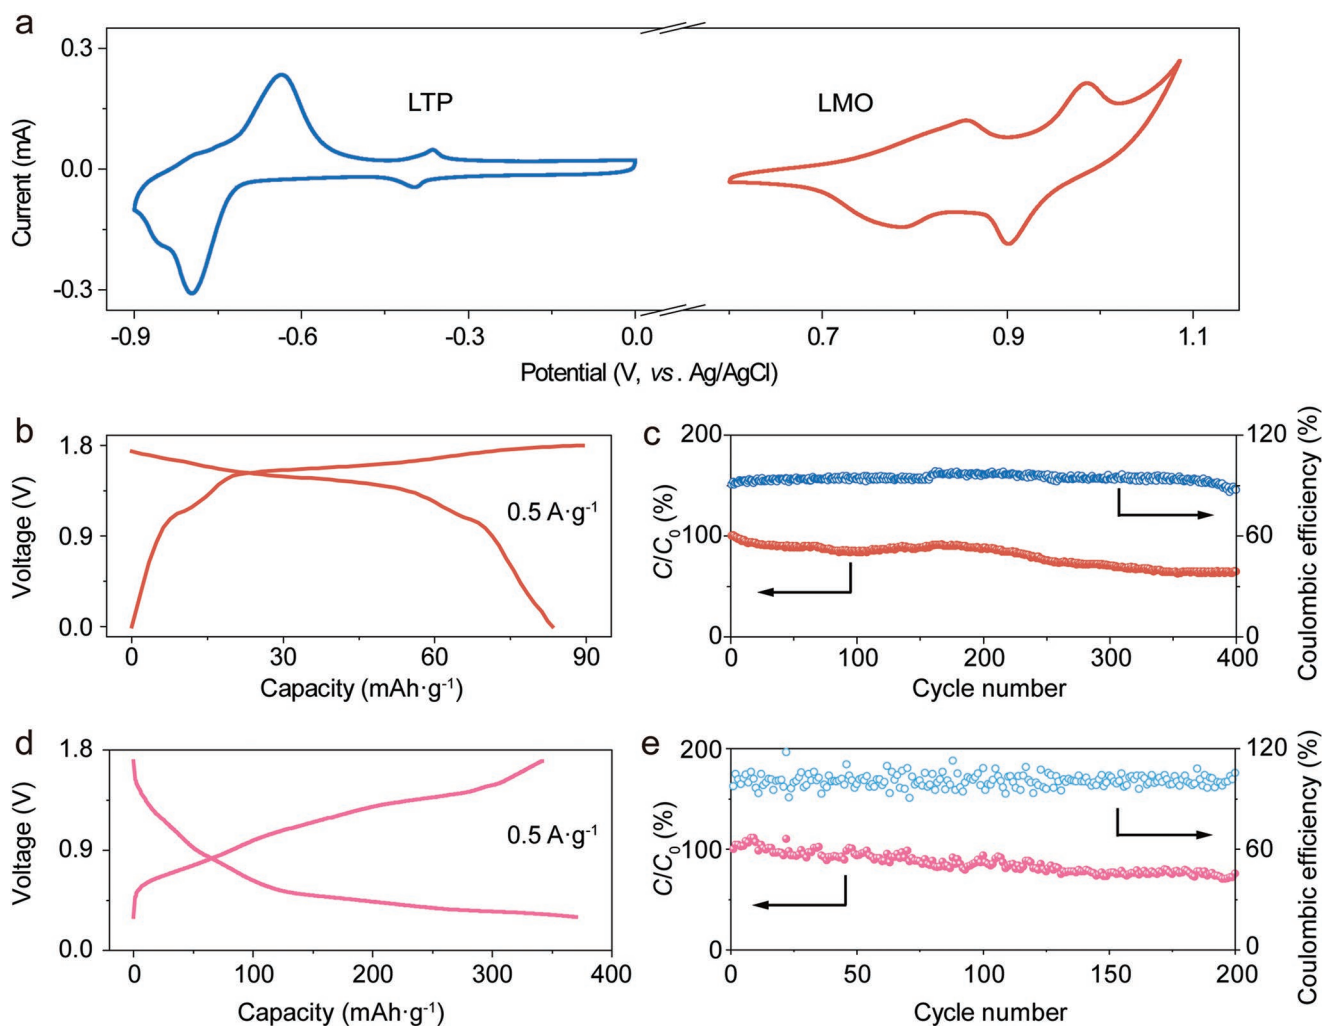 a
LTP
LMO
Current (mA)
0.3
0.0
-0.3
-0.9
-0.6
-0.3
0.0
0.7
0.9
1.1
Potential (V, vs. Ag/AgCl)
b
Voltage (V)
1.8
0.9
0.0
0.5 A·g⁻¹
0
30
60
90
Capacity (mAh·g⁻¹)
c
C/C₀ (%)
200
100
0
120
60
0
Coulombic efficiency (%)
0
100
200
300
400
Cycle number
d
Voltage (V)
1.8
0.9
0.0
0.5 A·g⁻¹
0
100
200
300
400
Capacity (mAh·g⁻¹)
e
C/C₀ (%)
200
100
0
120
60
0
Coulombic efficiency (%)
0
50
100
150
200
Cycle number